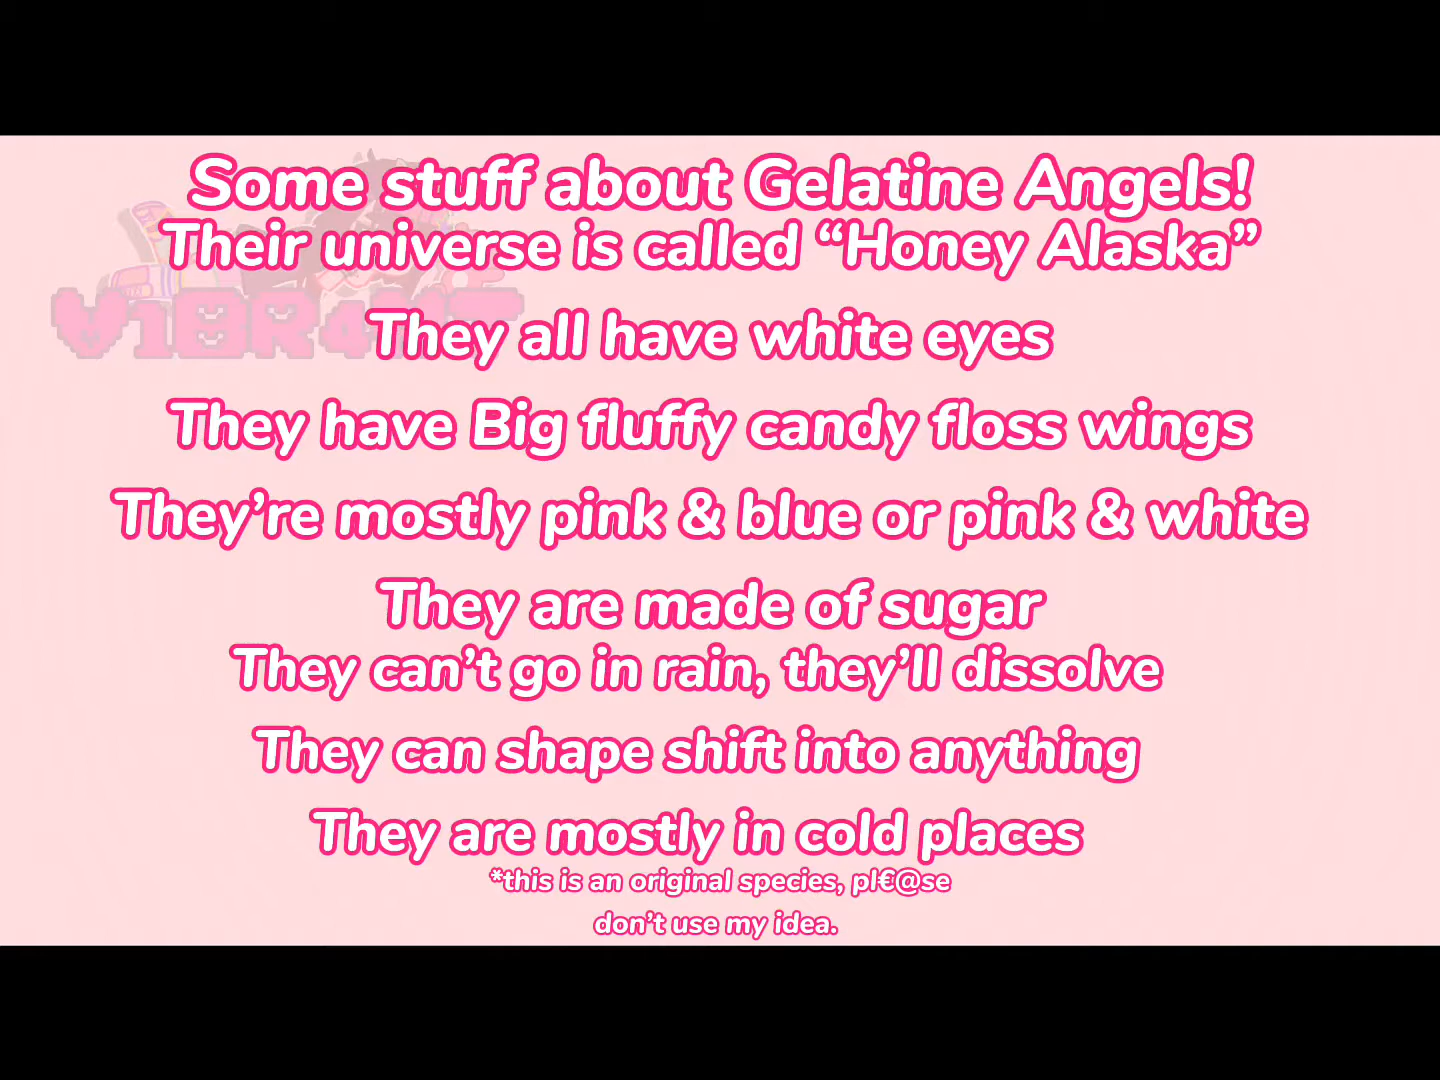 Some stuff about Gelatine Angels!
Their universe is called “Honey Alaska”
V1BR4NT
They all have white eyes
They have Big fluffy candy floss wings
They’re mostly pink & blue or pink & white
They are made of sugar
They can’t go in rain, they’ll dissolve
They can shape shift into anything
They are mostly in cold places
*this is an original species, pl€@se
don’t use my idea.